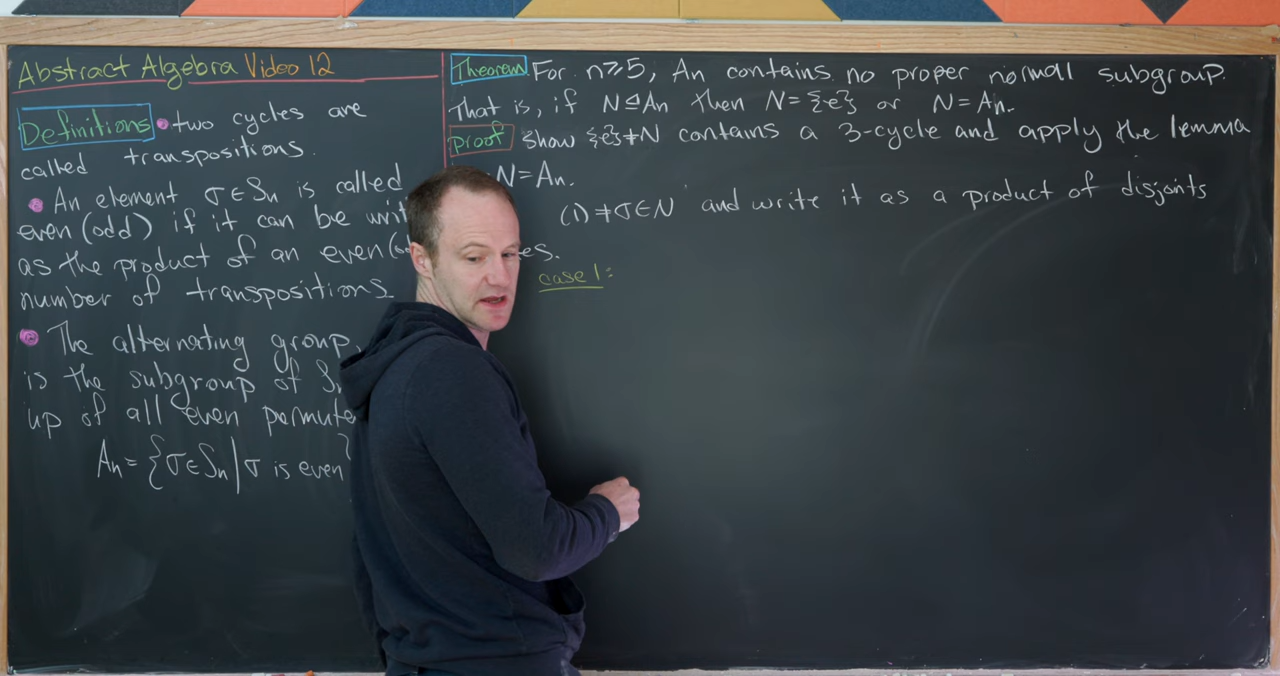 Abstract Algebra Video 12
Definitions • two cycles are
called transpositions.
• An element σ∈Sn is called
even (odd) if it can be
as the product of an even
number of transpositions
• The alternating group,
is the subgroup of
up of all even
An = {σ∈Sn | σ is even
Theorem For n≥5, An contains no proper normal subgroup.
That is, if N⊴An then N={e} or N=An.
Proof Show {e}≠N contains a 3-cycle and apply the lemma
N=An.
(1)≠σ∈N and write it as a product of disjoints
case 1: